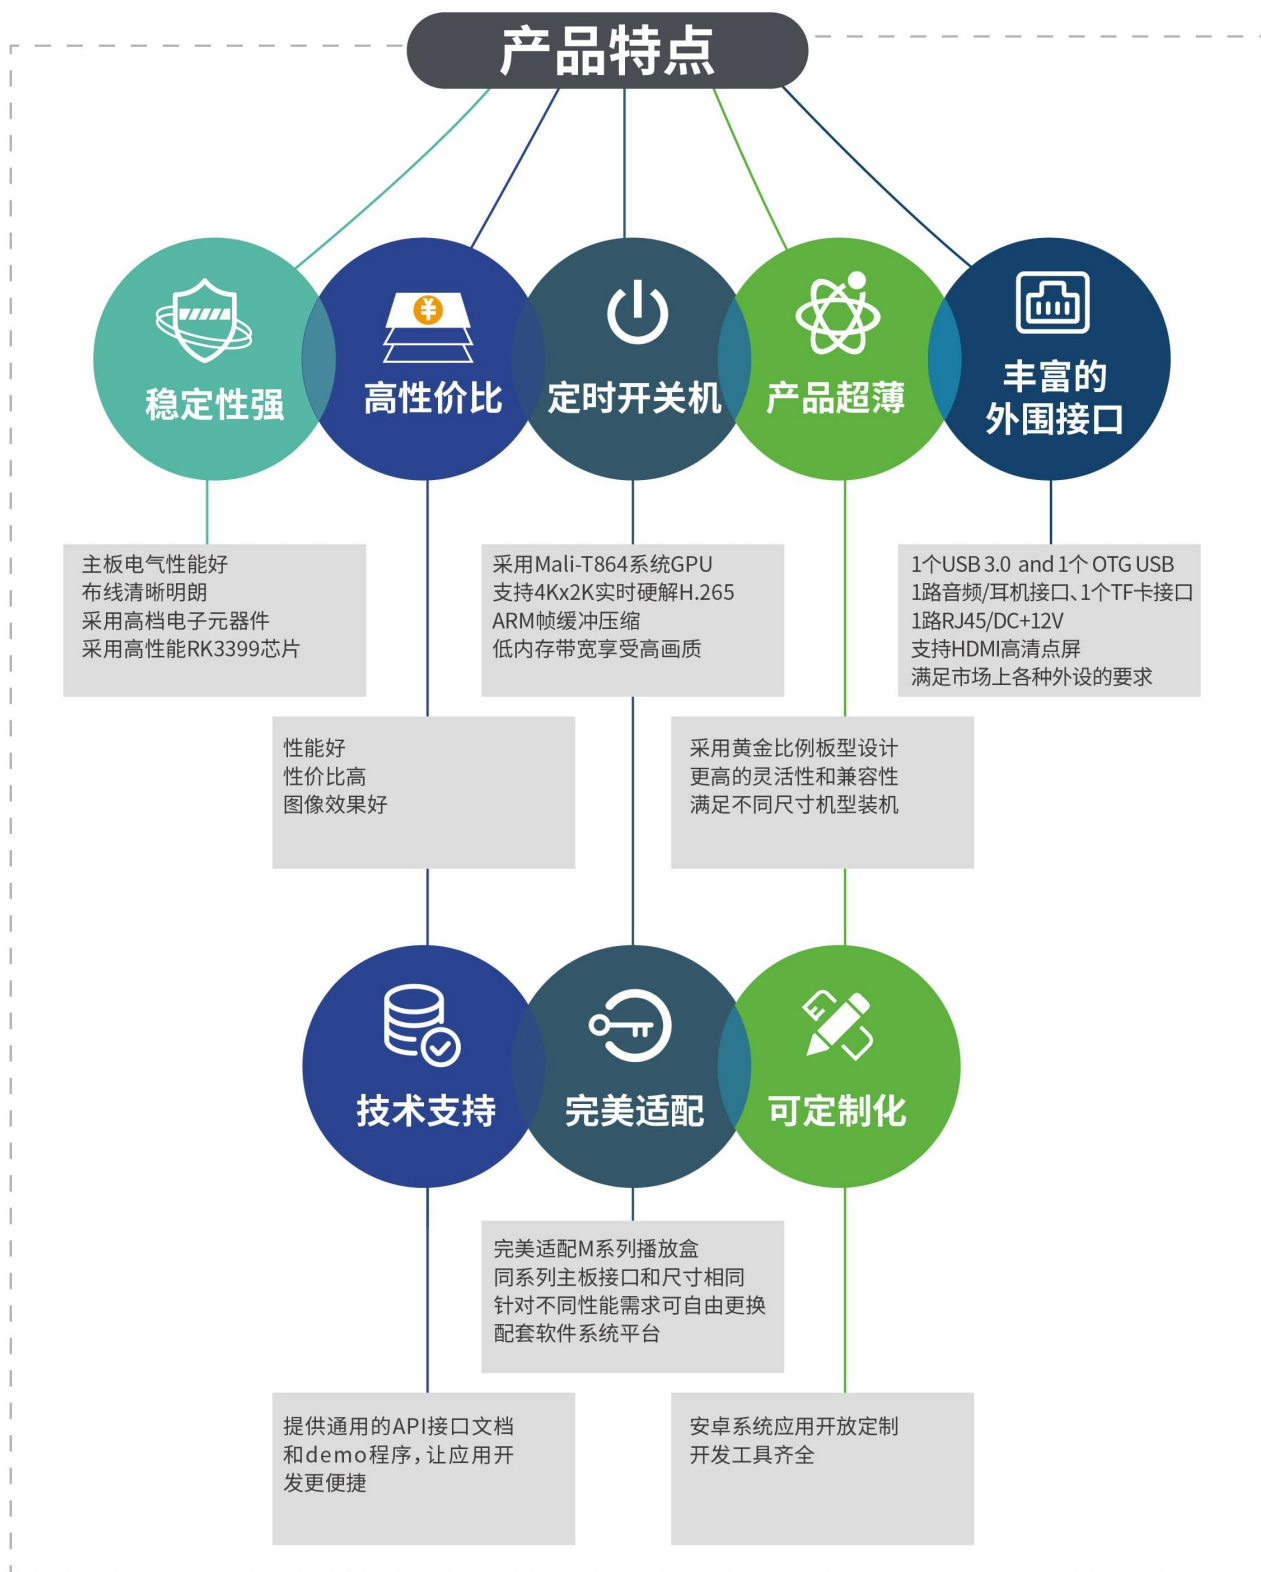 产品特点
稳定性强
高性价比
定时开关机
产品超薄
丰富的
外围接口
主板电气性能好
布线清晰明朗
采用高档电子元器件
采用高性能RK3399芯片
采用Mali-T864系统GPU
支持4Kx2K实时硬解H.265
ARM帧缓冲压缩
低内存带宽享受高画质
1个USB 3.0 and 1个 OTG USB
1路音频/耳机接口、1个TF卡接口
1路RJ45/DC+12V
支持HDMI高清点屏
满足市场上各种外设的要求
性能好
性价比高
图像效果好
采用黄金比例板型设计
更高的灵活性和兼容性
满足不同尺寸机型装机
技术支持
完美适配
可定制化
完美适配M系列播放盒
同系列主板接口和尺寸相同
针对不同性能需求可自由更换
配套软件系统平台
提供通用的API接口文档
和demo程序，让应用开
发更便捷
安卓系统应用开放定制
开发工具齐全